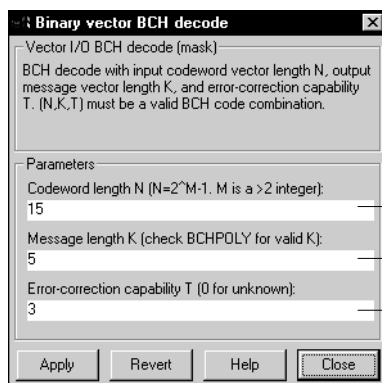 Binary vector BCH decode
Vector I/O BCH decode (mask)
BCH decode with input codeword vector length N, output
message vector length K, and error-correction capability
T. (N,K,T) must be a valid BCH code combination.
Parameters
Codeword length N (N=2^M-1. M is a >2 integer):
15
Message length K (check BCHPOLY for valid K):
5
Error-correction capability T (0 for unknown):
3
Apply Revert Help Close